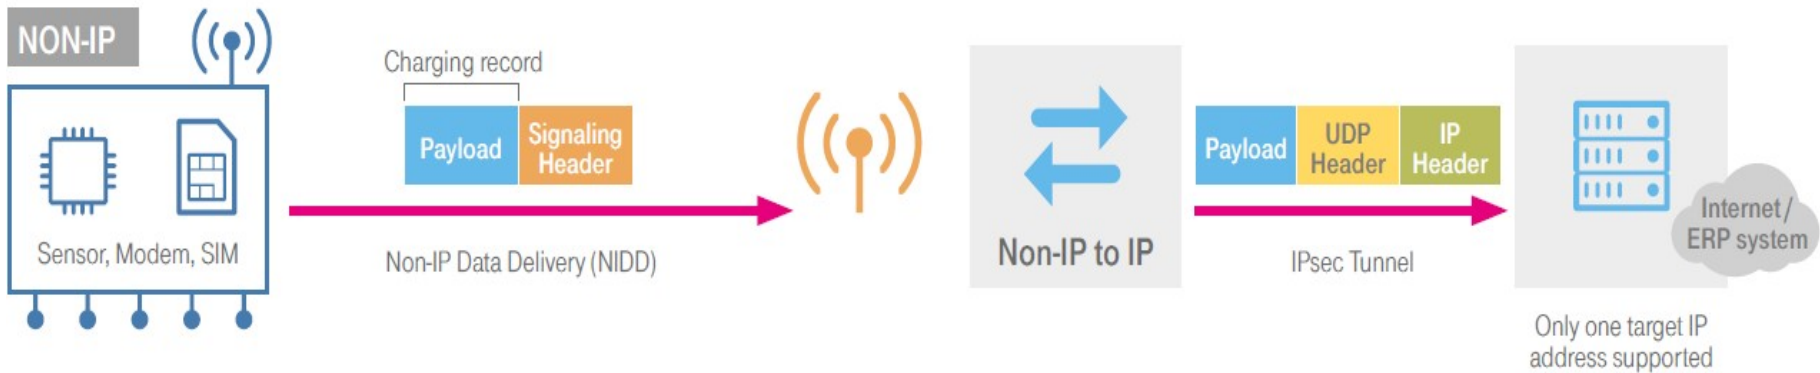 NON-IP
Sensor, Modem, SIM
Charging record
Payload
Signaling
Header
Non-IP Data Delivery (NIDD)
Non-IP to IP
Payload
UDP
Header
IP
Header
IPsec Tunnel
Internet/
ERP system
Only one target IP
address supported